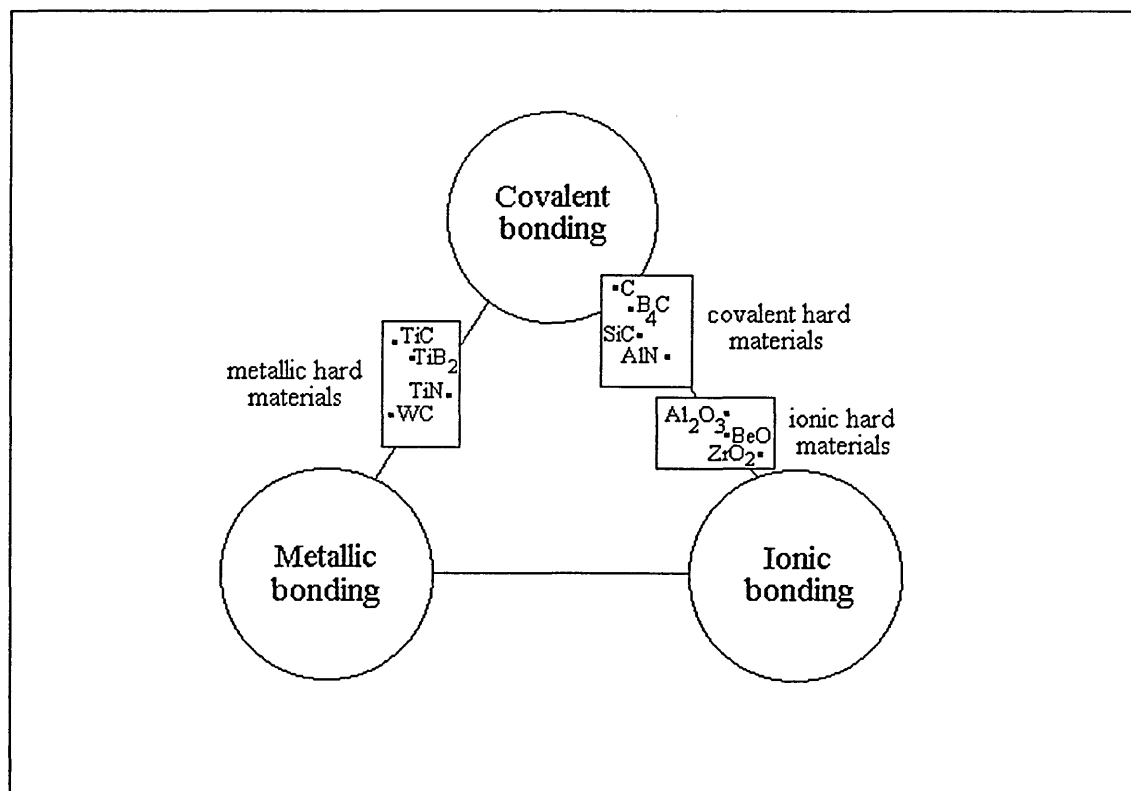 Covalent
bonding
C
B4C
SiC
AlN
covalent hard
materials
TiC
TiB2
TiN
WC
metallic hard
materials
Al2O3
BeO
ZrO2
ionic hard
materials
Metallic
bonding
Ionic
bonding